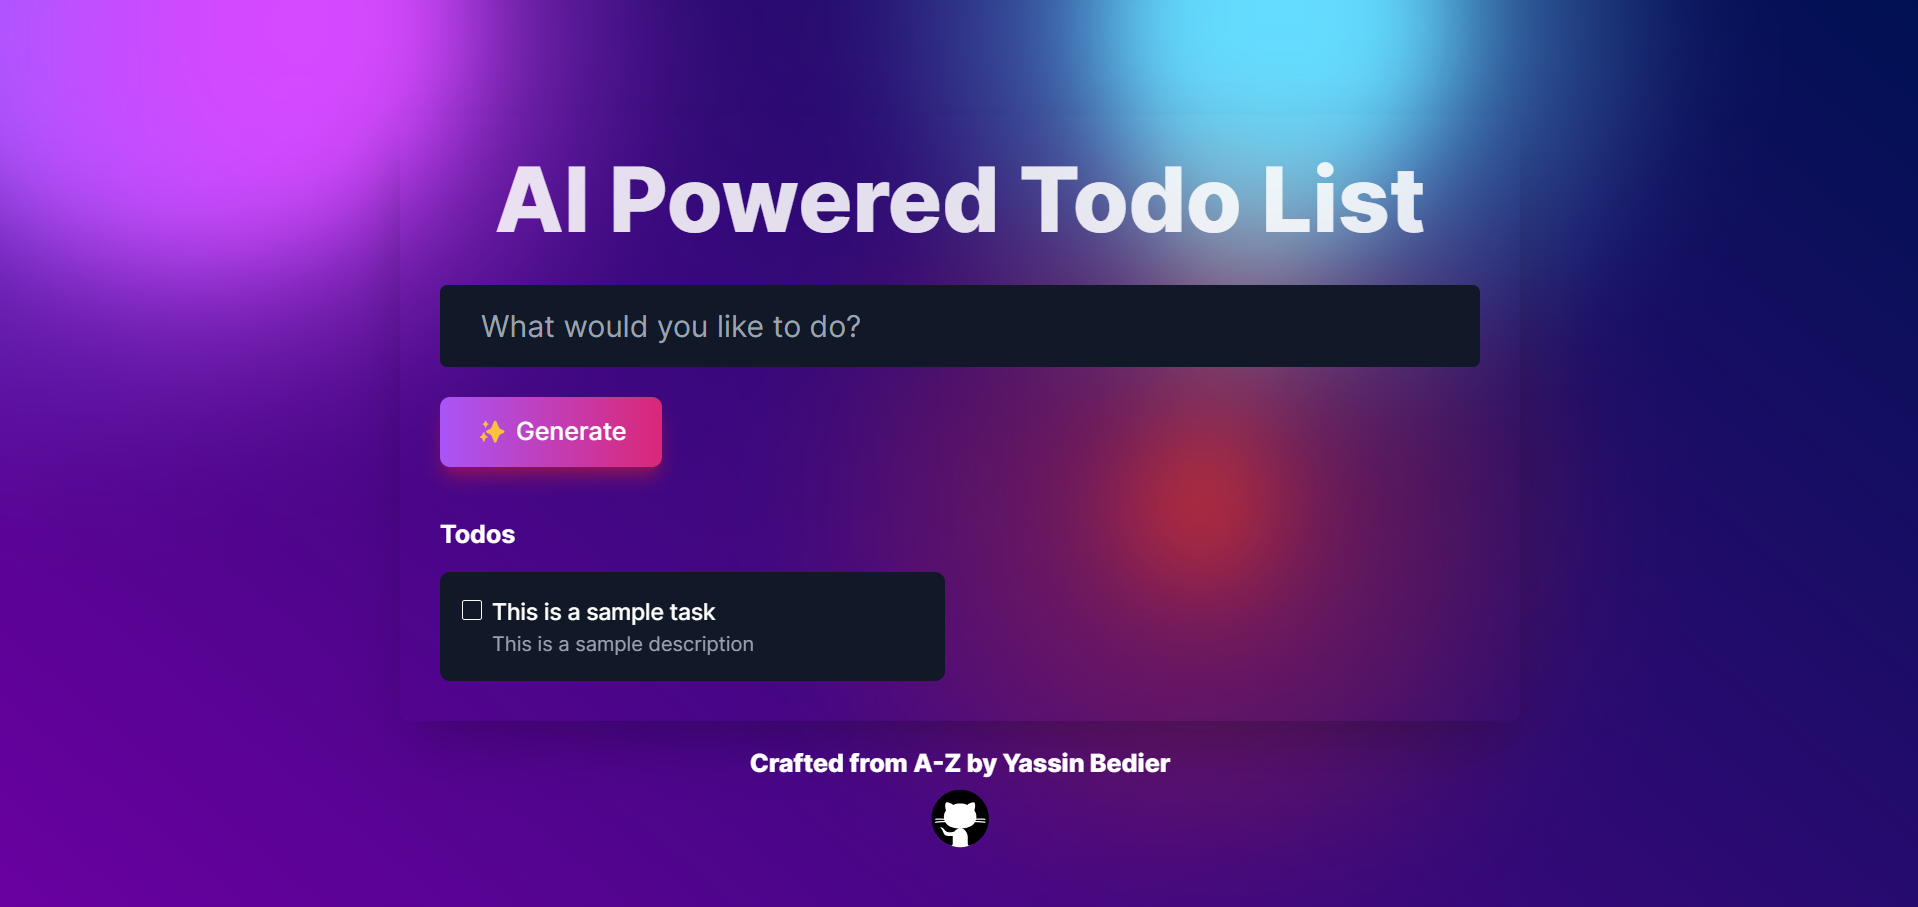 AI Powered Todo List
What would you like to do?
✨ Generate
Todos
This is a sample task
This is a sample description
Crafted from A-Z by Yassin Bedier